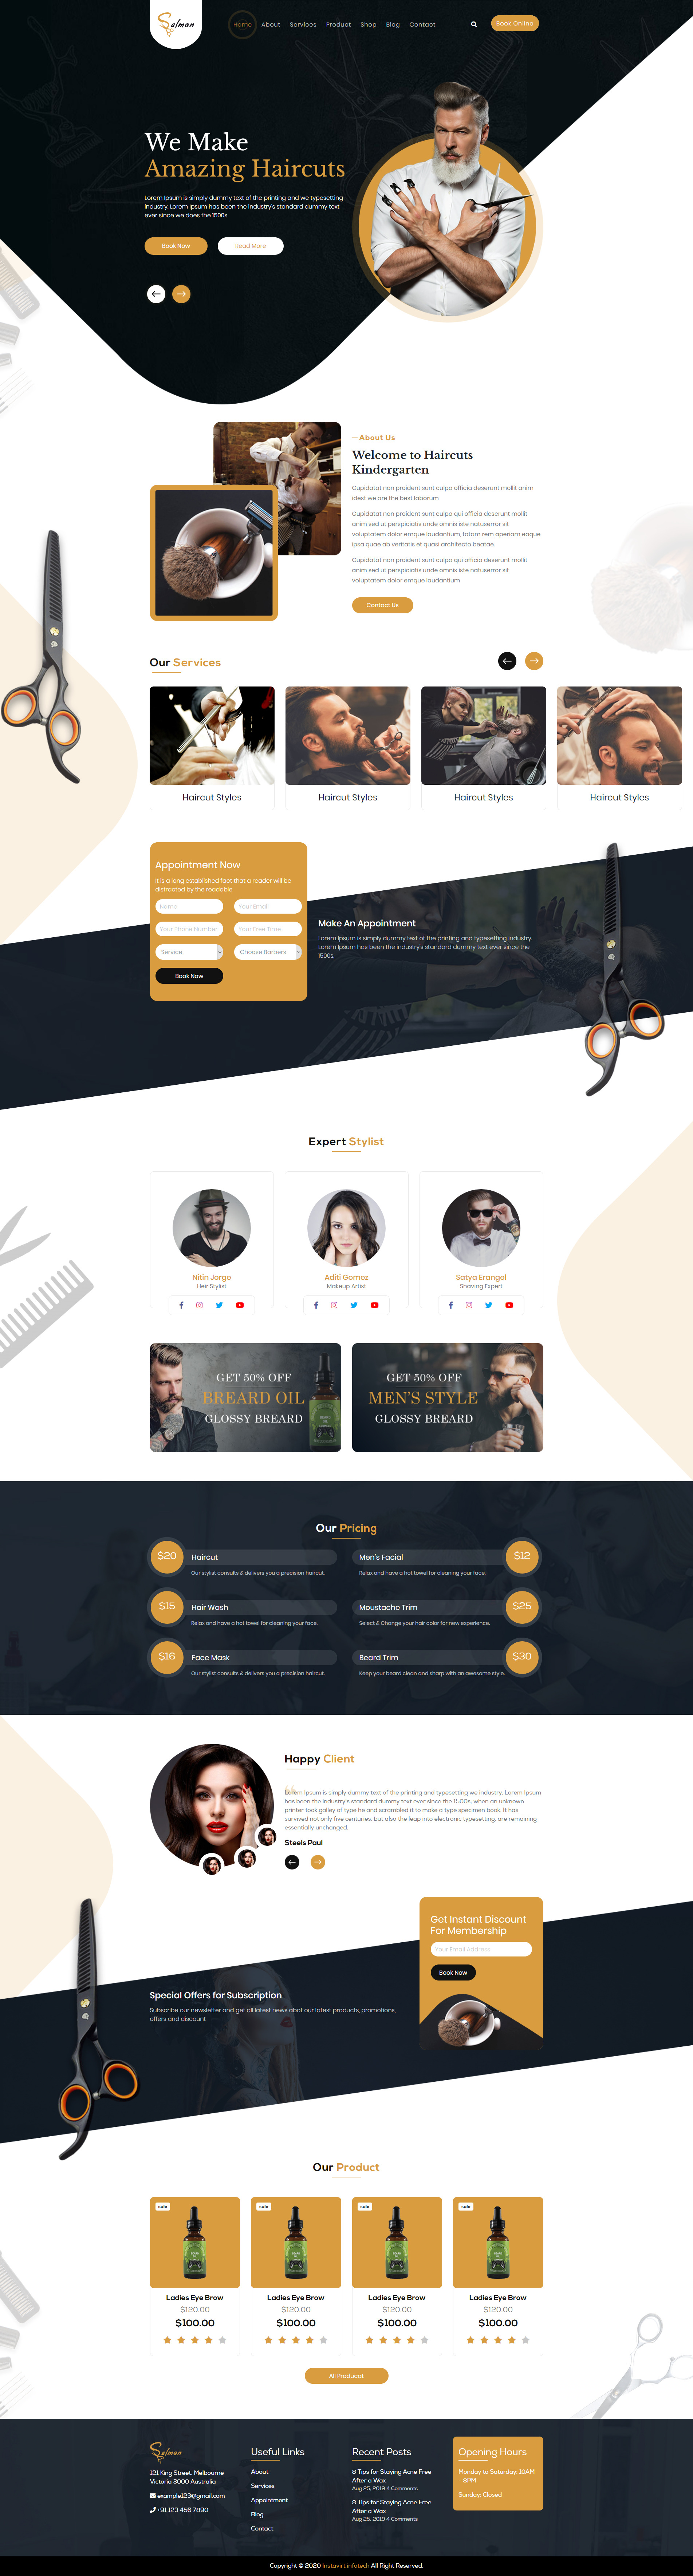 Salmon
Home About Services Product Shop Blog Contact
Book Online
We Make
Amazing Haircuts
Lorem Ipsum is simply dummy text of the printing and we typesetting
industry. Lorem Ipsum has been the industry's standard dummy text
ever since we does the 1500s
Book Now
Read More
— About Us
Welcome to Haircuts
Kindergarten
Cupidatat non proident sunt culpa officia deserunt mollit anim
idest we are the best laborum
Cupidatat non proident sunt culpa qui officia deserunt mollit
anim sed ut perspiciatis unde omnis iste natuserror sit
voluptatem dolor emque laudantium, totam rem aperiam eaque
ipsa quae ab veritatis et quasi architecto beatae.
Cupidatat non proident sunt culpa qui officia deserunt mollit
anim sed ut perspiciatis unde omnis iste natuserror sit
voluptatem dolor emque laudantium
Contact Us
Our Services
Haircut Styles
Haircut Styles
Haircut Styles
Haircut Styles
Appointment Now
It is a long established fact that a reader will be
distracted by the readable
Name
Your Email
Your Phone Number
Your Free Time
Service
Choose Barbers
Book Now
Make An Appointment
Lorem Ipsum is simply dummy text of the printing and typesetting industry.
Lorem Ipsum has been the industry's standard dummy text ever since the
1500s.
Expert Stylist
Nitin Jorge
Heir Stylist
Aditi Gomez
Makeup Artist
Satya Erangel
Shaving Expert
GET 50% OFF
BREARD OIL
GLOSSY BREARD
GET 50% OFF
MEN'S STYLE
GLOSSY BREARD
Our Pricing
$20
Haircut
Our stylist consults & delivers you a precision haircut.
Men's Facial
$12
Relax and have a hot towel for cleaning your face.
$15
Hair Wash
Relax and have a hot towel for cleaning your face.
Moustache Trim
$25
Select & Change your hair color for new experience.
$16
Face Mask
Our stylist consults & delivers you a precision haircut.
Beard Trim
$30
Keep your beard clean and sharp with an awesome style.
Happy Client
Lorem Ipsum is simply dummy text of the printing and typesetting we industry. Lorem Ipsum
has been the industry's standard dummy text ever since the 1500s, when an unknown
printer took galley of type he and scrambled it to make a type specimen book. It has
survived not only five centuries, but also the leap into electronic typesetting, are remaining
essentially unchanged.
Steels Paul
Special Offers for Subscription
Subscribe our newsletter and get all latest news abot our latest products, promotions,
offers and discount
Get Instant Discount
For Membership
Your Email Address
Book Now
Our Product
sale
sale
sale
sale
Ladies Eye Brow
$120.00
$100.00
Ladies Eye Brow
$120.00
$100.00
Ladies Eye Brow
$120.00
$100.00
Ladies Eye Brow
$120.00
$100.00
All Producat
Salmon
121 King Street, Melbourne
Victoria 3000 Australia
example123@gmail.com
+91 123 456 7890
Useful Links
About
Services
Appointment
Blog
Contact
Recent Posts
8 Tips for Staying Acne Free
After a Wax
Aug 25, 2019 4 Comments
8 Tips for Staying Acne Free
After a Wax
Aug 25, 2019 4 Comments
Opening Hours
Monday to Saturday: 10AM
- 8PM
Sunday: Closed
Copyright © 2020 Instavirt infotech All Right Reserved.